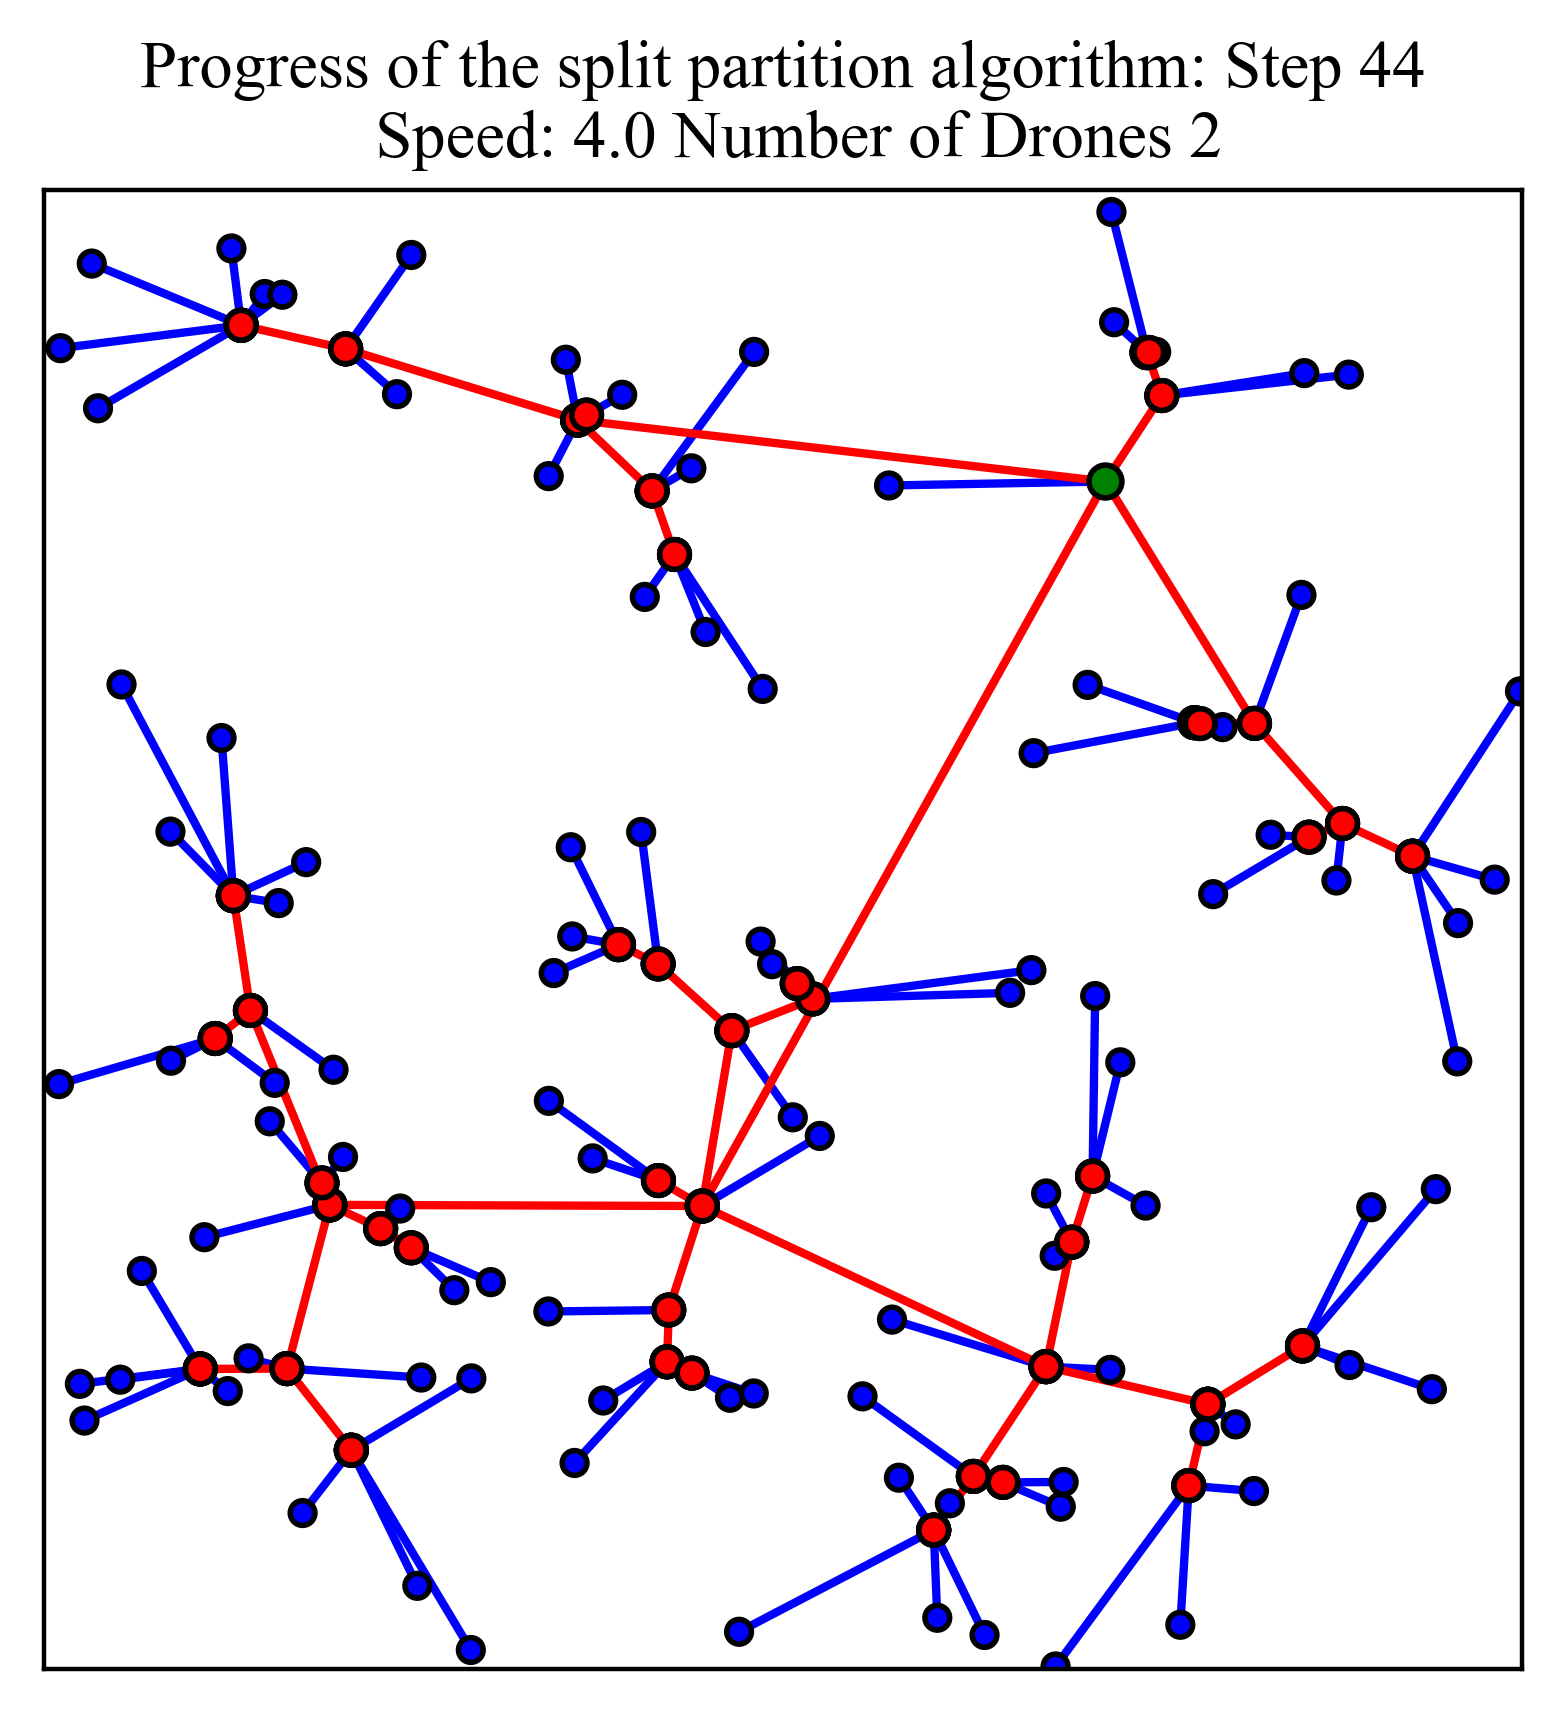 Progress of the split partition algorithm: Step 44
Speed: 4.0 Number of Drones 2